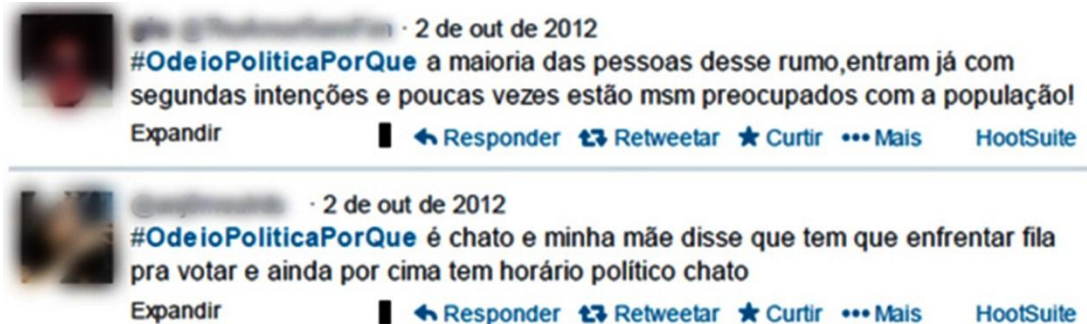 · 2 de out de 2012
#OdeioPoliticaPorQue a maioria das pessoas desse rumo,entram já com
segundas intenções e poucas vezes estão msm preocupados com a população!
Expandir Responder Retweetar Curtir Mais HootSuite
· 2 de out de 2012
#OdeioPoliticaPorQue é chato e minha mãe disse que tem que enfrentar fila
pra votar e ainda por cima tem horário político chato
Expandir Responder Retweetar Curtir Mais HootSuite